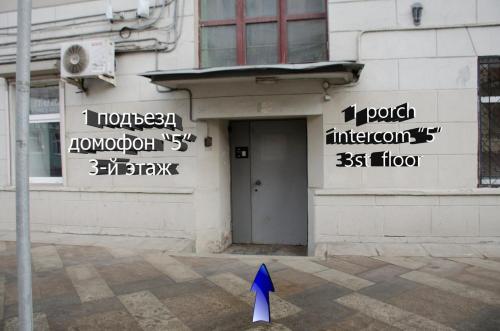 1 подъезд
домофон "5"
3-й этаж
1 porch
intercom "5"
3st floor